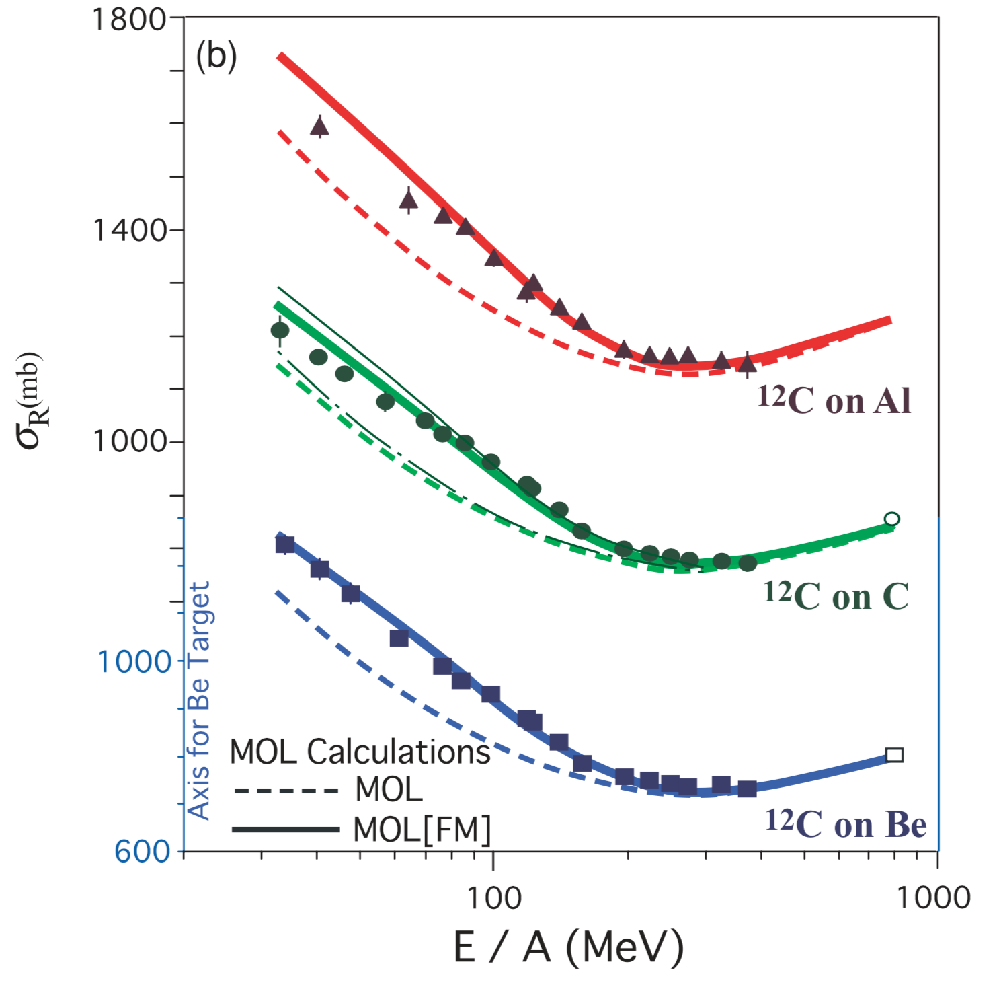 1800
(b)
1400
σR(mb)
12C on Al
1000
12C on C
1000
Axis for Be Target
MOL Calculations
MOL
MOL[FM]
12C on Be
600
100
1000
E / A (MeV)